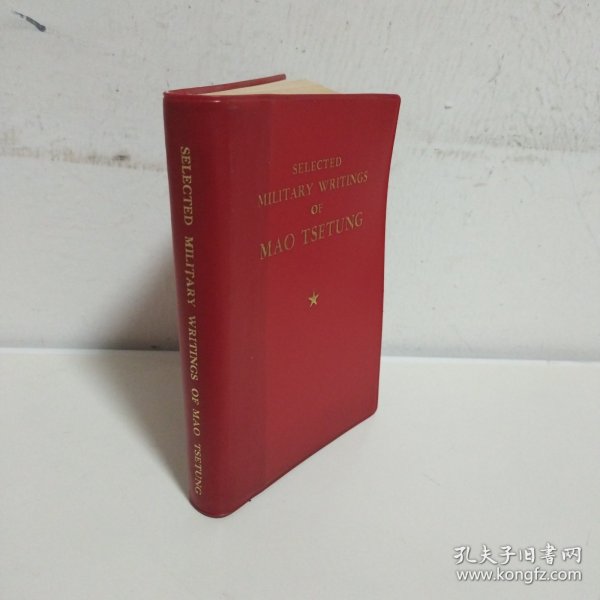 SELECTED MILITARY WRITINGS OF MAO TSETUNG
SELECTED
MILITARY WRITINGS
OF
MAO TSETUNG
孔夫子旧书网
www.kongfz.com